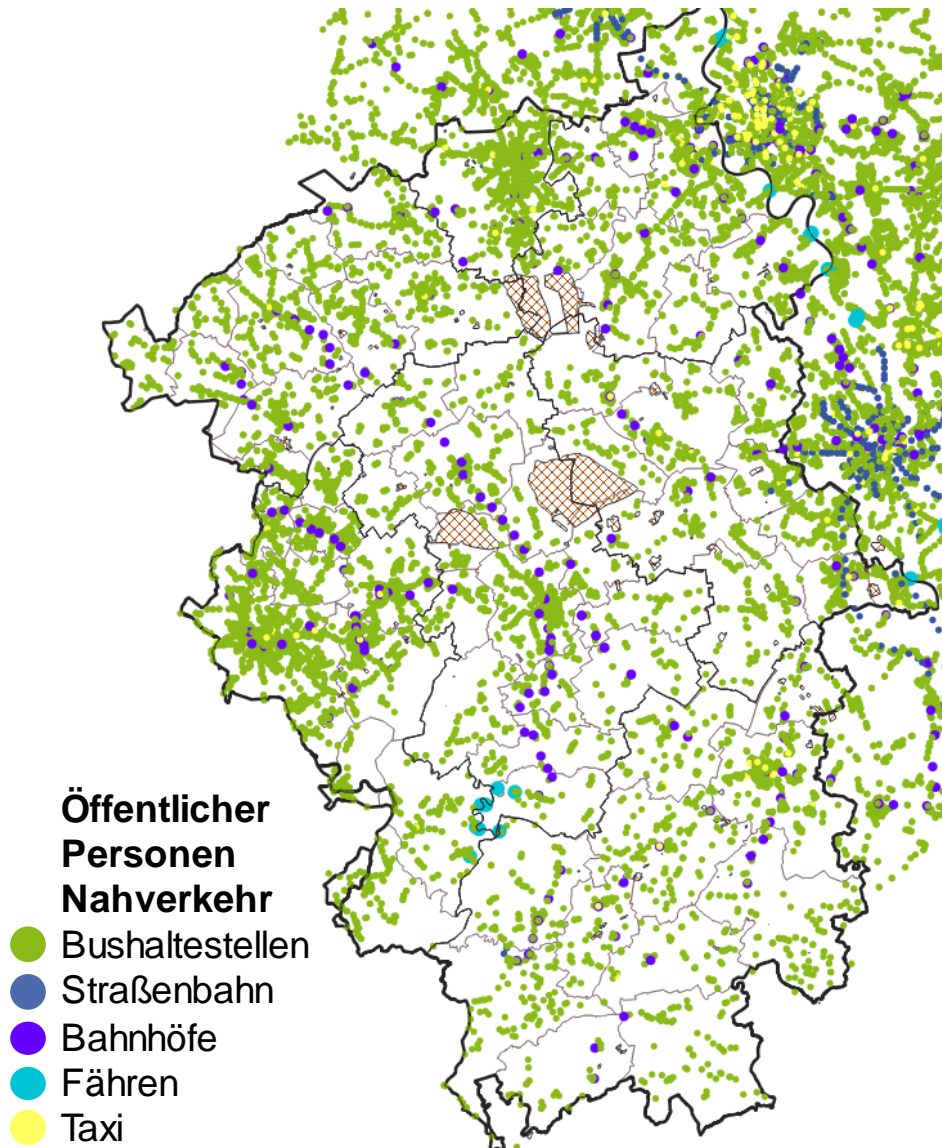 Öffentlicher
Personen
Nahverkehr
Bushaltestellen
Straßenbahn
Bahnhöfe
Fähren
Taxi